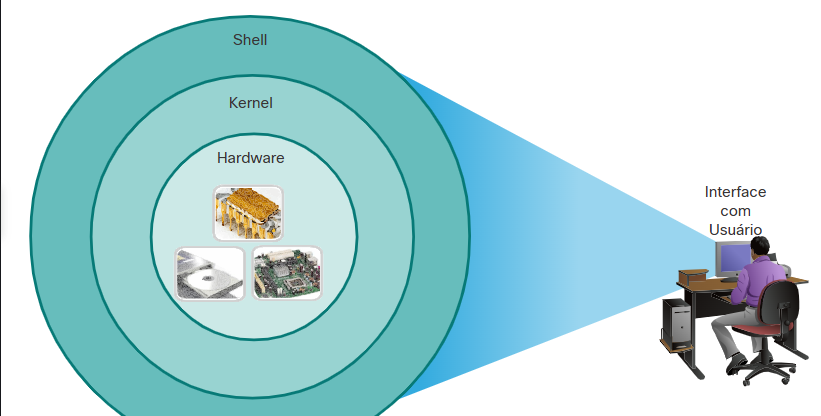 Shell
Kernel
Hardware
Interface
com
Usuário